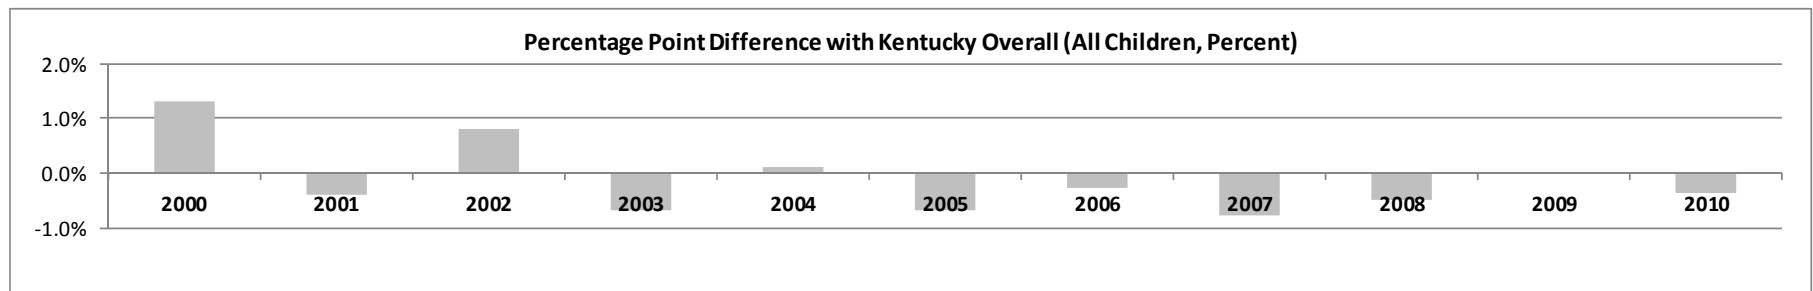 Percentage Point Difference with Kentucky Overall (All Children, Percent)
2.0%
1.0%
0.0%
2000 2001 2002 2003 2004 2005 2006 2007 2008 2009 2010
-1.0%